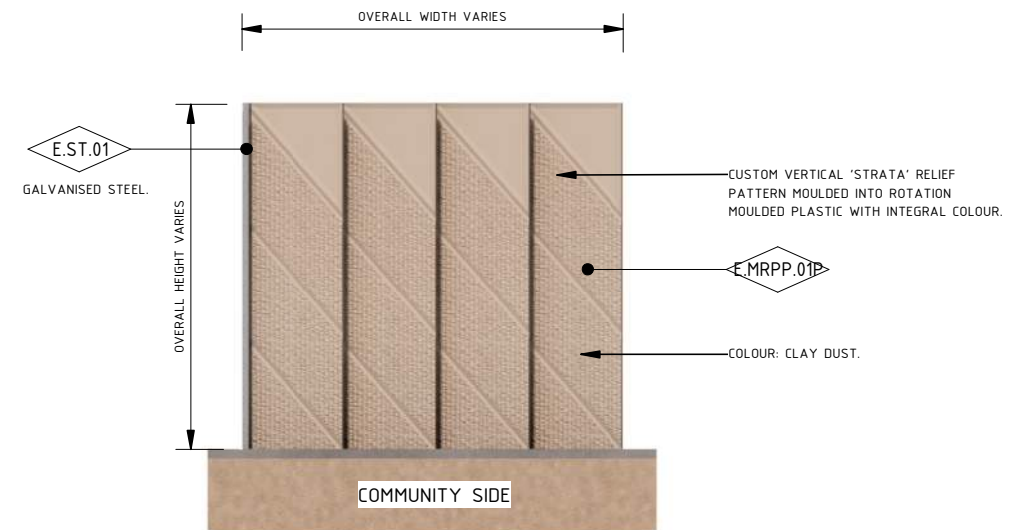 OVERALL WIDTH VARIES
E.ST.01
GALVANISED STEEL.
OVERALL HEIGHT VARIES
CUSTOM VERTICAL 'STRATA' RELIEF
PATTERN MOULDED INTO ROTATION
MOULDED PLASTIC WITH INTEGRAL COLOUR.
E.MRPP.01P
COLOUR: CLAY DUST.
COMMUNITY SIDE